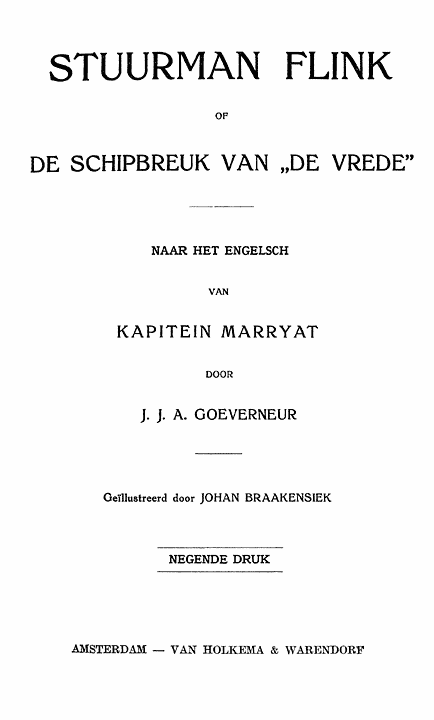 STUURMAN FLINK
OF
DE SCHIPBREUK VAN „DE VREDE”
NAAR HET ENGELSCH
VAN
KAPITEIN MARRYAT
DOOR
J. J. A. GOEVERNEUR
Geïllustreerd door JOHAN BRAAKENSIEK
NEGENDE DRUK
AMSTERDAM — VAN HOLKEMA & WARENDORF